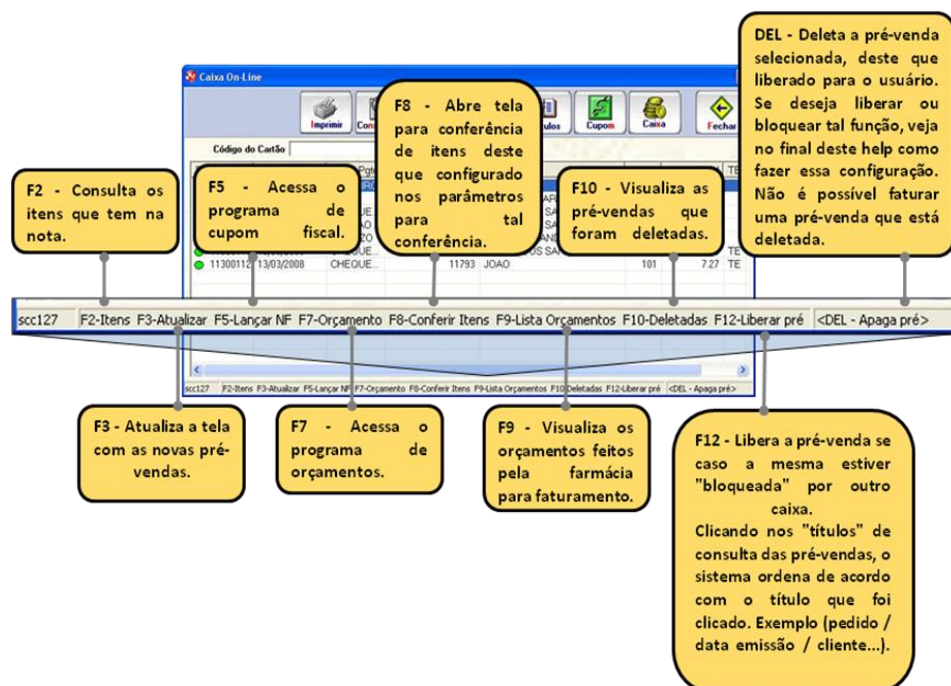 DEL - Deleta a pré-venda
selecionada, deste que
liberado para o usuário.
Se deseja liberar ou
bloquear tal função, veja
no final deste help como
fazer essa configuração.
Não é possível faturar
uma pré-venda que está
deletada.
Caixa On-Line
Imprimir
Cupom
Caixa
Fechar
Código do Cartão
F8 - Abre tela
para conferência
de itens deste
que configurado
nos parâmetros
para tal
conferência.
F2 - Consulta os
itens que tem na
nota.
F5 - Acessa o
programa de
cupom fiscal.
F10 - Visualiza as
pré-vendas que
foram deletadas.
11300112 13/03/2008 CHEQUE... 11793 JOAO 101 7.27 TE
scc127 F2-Itens F3-Atualizar F5-Lançar NF F7-Orçamento F8-Conferir Itens F9-Lista Orçamentos F10-Deletadas F12-Liberar pré <DEL - Apaga pré>
scc127 F2-Itens F3-Atualizar F5-Lançar NF F7-Orçamento F8-Conferir Itens F9-Lista Orçamentos F10-Deletadas F12-Liberar pré <DEL - Apaga pré>
F3 - Atualiza a tela
com as novas pré-
vendas.
F7 - Acessa o
programa de
orçamentos.
F9 - Visualiza os
orçamentos feitos
pela farmácia
para faturamento.
F12 - Libera a pré-venda se
caso a mesma estiver
"bloqueada" por outro
caixa.
Clicando nos "títulos" de
consulta das pré-vendas, o
sistema ordena de acordo
com o título que foi
clicado. Exemplo (pedido /
data emissão / cliente...).